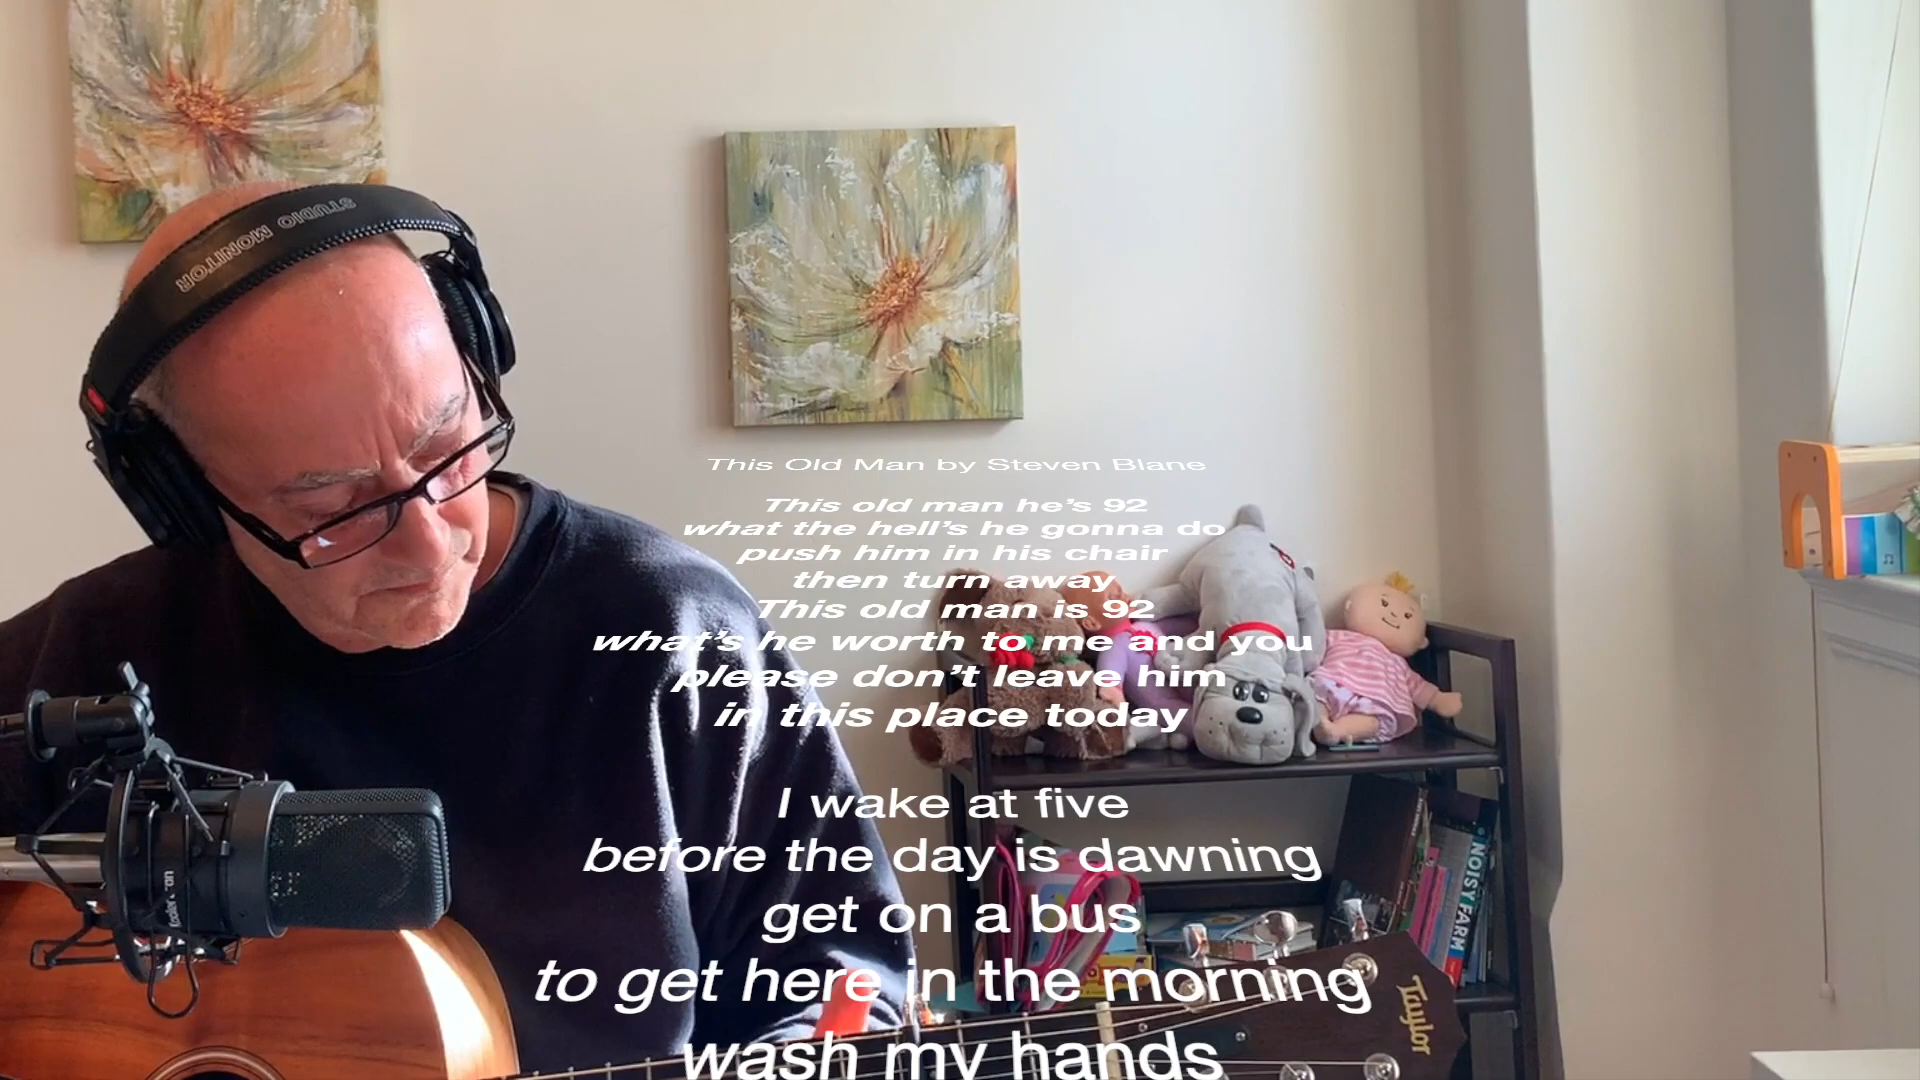 STUDIO MONITOR
This Old Man by Steven Blane
This old man he's 92
what the hell's he gonna do
push him in his chair
then turn away
This old man is 92
what's he worth to me and you
please don't leave him
in this place today
I wake at five
before the day is dawning
get on a bus
to get here in the morning
wash my hands
NOISY FARM
Taylor